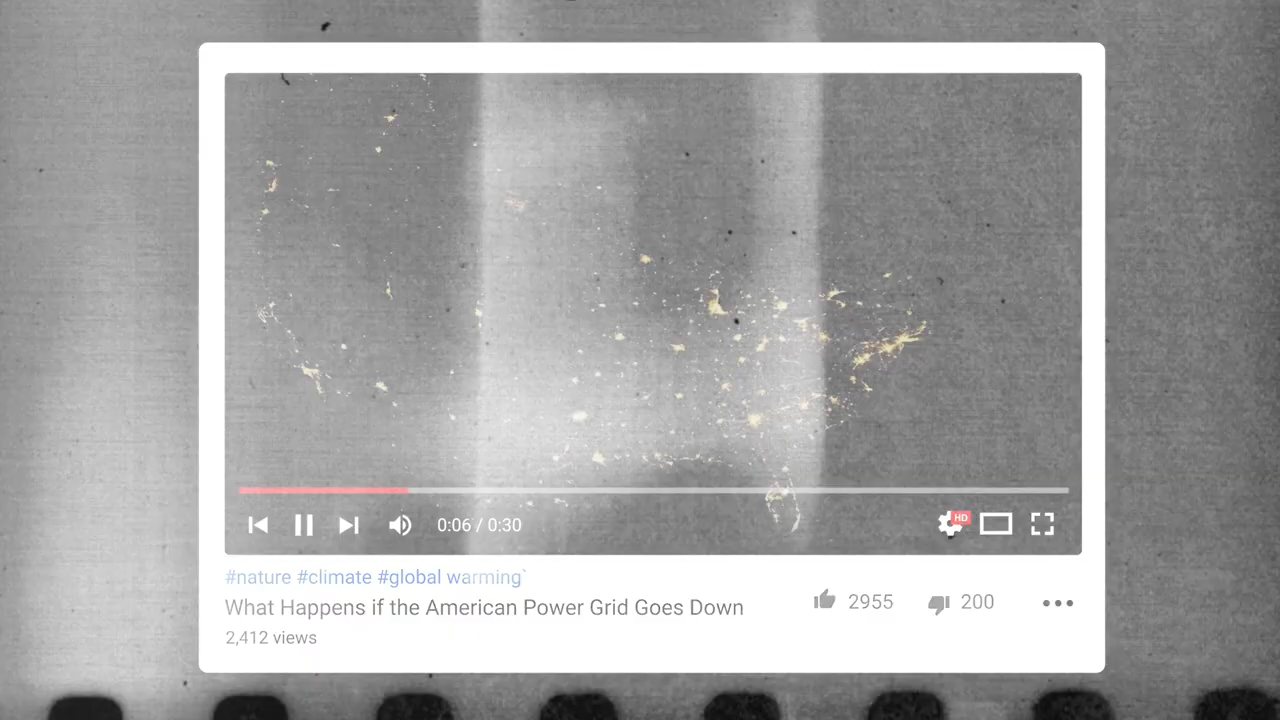 0:06 / 0:30
HD
#nature #climate #global warming`
What Happens if the American Power Grid Goes Down
2955
200
2,412 views